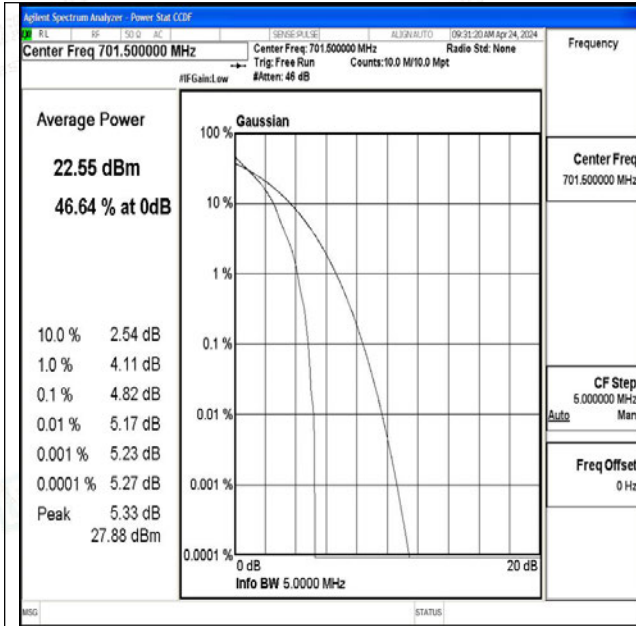 Agilent Spectrum Analyzer - Power Stat CCDF
RL RF 50 Ω AC SENSE:PULSE ALIGNAUTO 09:31:20 AM Apr 24, 2024
Center Freq 701.500000 MHz
Center Freq: 701.500000 MHz Radio Std: None
Trig: Free Run Counts:10.0 M/10.0 Mpt
#IFGain:Low #Atten: 46 dB
Average Power
22.55 dBm
46.64 % at 0dB
10.0 % 2.54 dB
1.0 % 4.11 dB
0.1 % 4.82 dB
0.01 % 5.17 dB
0.001 % 5.23 dB
0.0001 % 5.27 dB
Peak 5.33 dB
27.88 dBm
Gaussian
100 %
10 %
1 %
0.1 %
0.01 %
0.001 %
0.0001 %
0 dB 20 dB
Info BW 5.0000 MHz
Frequency
Center Freq
701.500000 MHz
CF Step
5.000000 MHz
Auto Man
Freq Offset
0 Hz
MSG STATUS